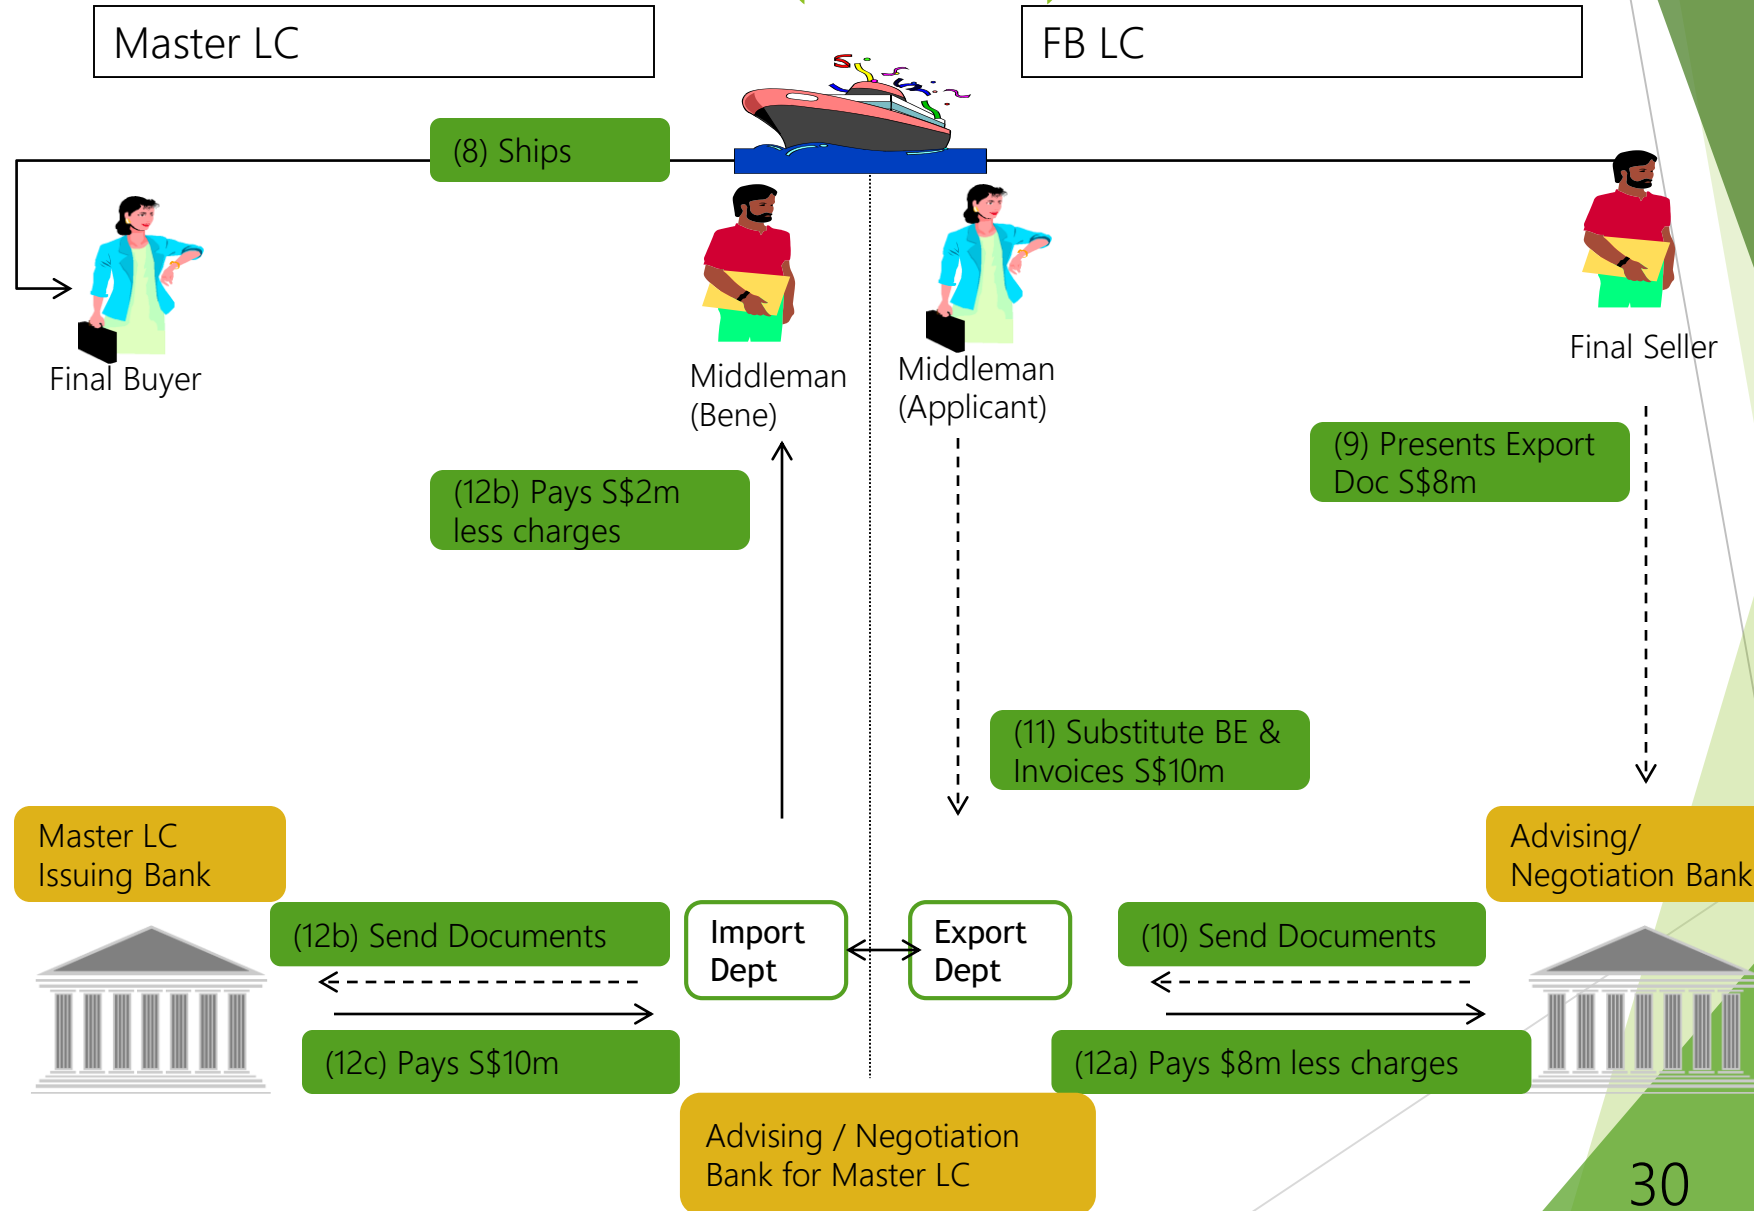 Master LC
FB LC
(8) Ships
Final Buyer
Middleman
(Bene)
Middleman
(Applicant)
Final Seller
(9) Presents Export
Doc S$8m
(12b) Pays S$2m
less charges
(11) Substitute BE &
Invoices S$10m
Master LC
Issuing Bank
Advising/
Negotiation Bank
(12b) Send Documents
Import
Dept
Export
Dept
(10) Send Documents
(12c) Pays S$10m
(12a) Pays $8m less charges
Advising / Negotiation
Bank for Master LC
30